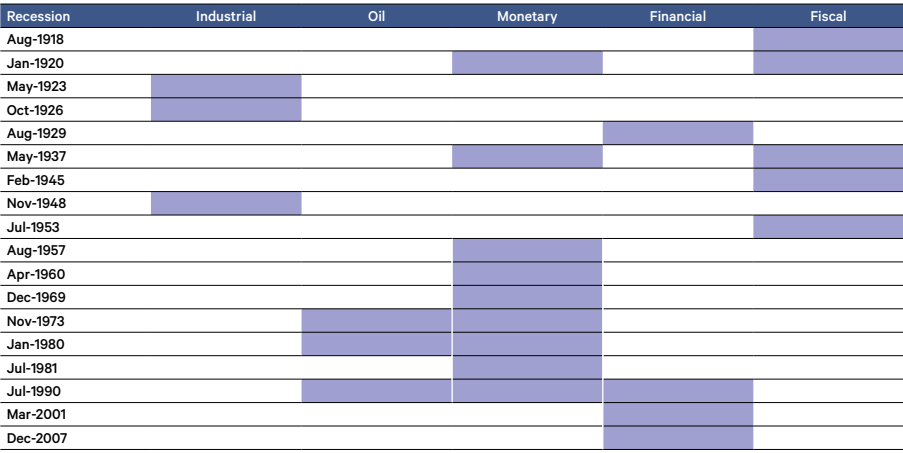 Recession Industrial Oil Monetary Financial Fiscal
Aug-1918
Jan-1920
May-1923
Oct-1926
Aug-1929
May-1937
Feb-1945
Nov-1948
Jul-1953
Aug-1957
Apr-1960
Dec-1969
Nov-1973
Jan-1980
Jul-1981
Jul-1990
Mar-2001
Dec-2007